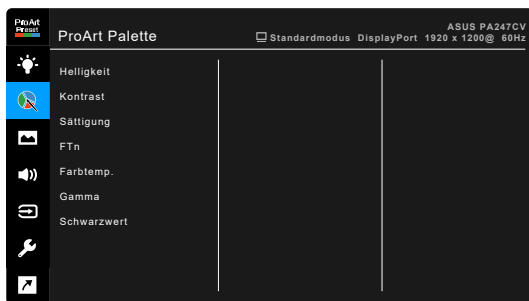 ProArt
Preset
ProArt Palette
ASUS PA247CV
Standardmodus DisplayPort 1920 x 1200@ 60Hz
Helligkeit
Kontrast
Sättigung
FTn
Farbtemp.
Gamma
Schwarzwert